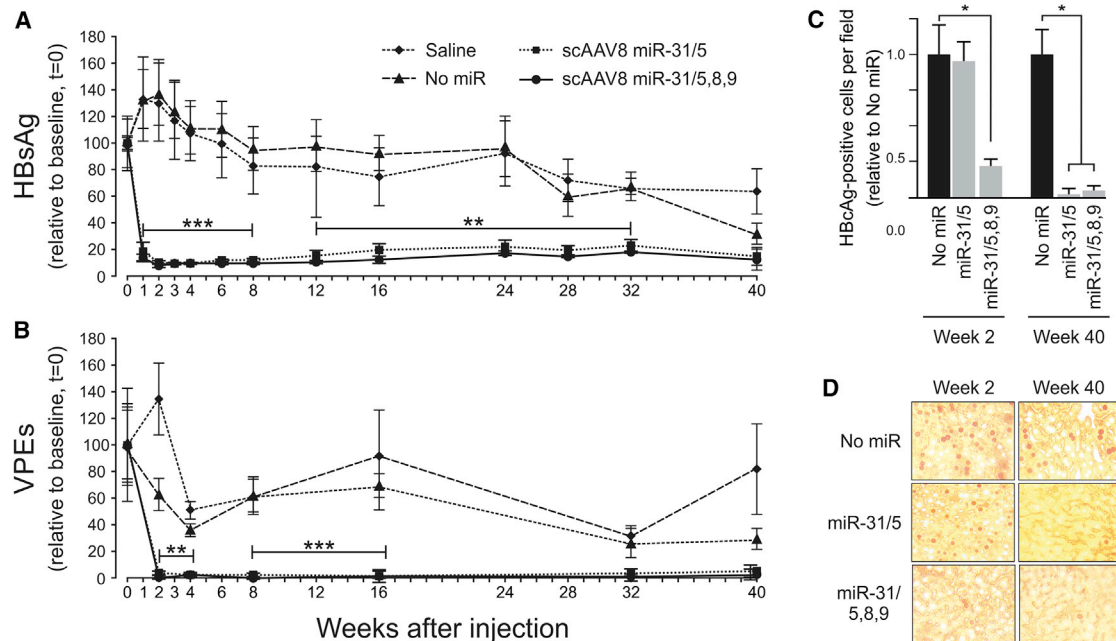 A
HBsAg
(relative to baseline, t=0)
180
160
140
120
100
80
60
40
20
0
Saline
No miR
scAAV8 miR-31/5
scAAV8 miR-31/5,8,9
***
**
0 1 2 3 4 6 8 12 16 24 28 32 40
B
VPEs
(relative to baseline, t=0)
180
160
140
120
100
80
60
40
20
0
**
***
0 1 2 3 4 6 8 12 16 24 28 32 40
Weeks after injection
C
HBcAg-positive cells per field
(relative to No miR)
1.0
0.5
0.0
*
*
No miR
miR-31/5
miR-31/5,8,9
No miR
miR-31/5
miR-31/5,8,9
Week 2
Week 40
D
Week 2
Week 40
No miR
miR-31/5
miR-31/
5,8,9